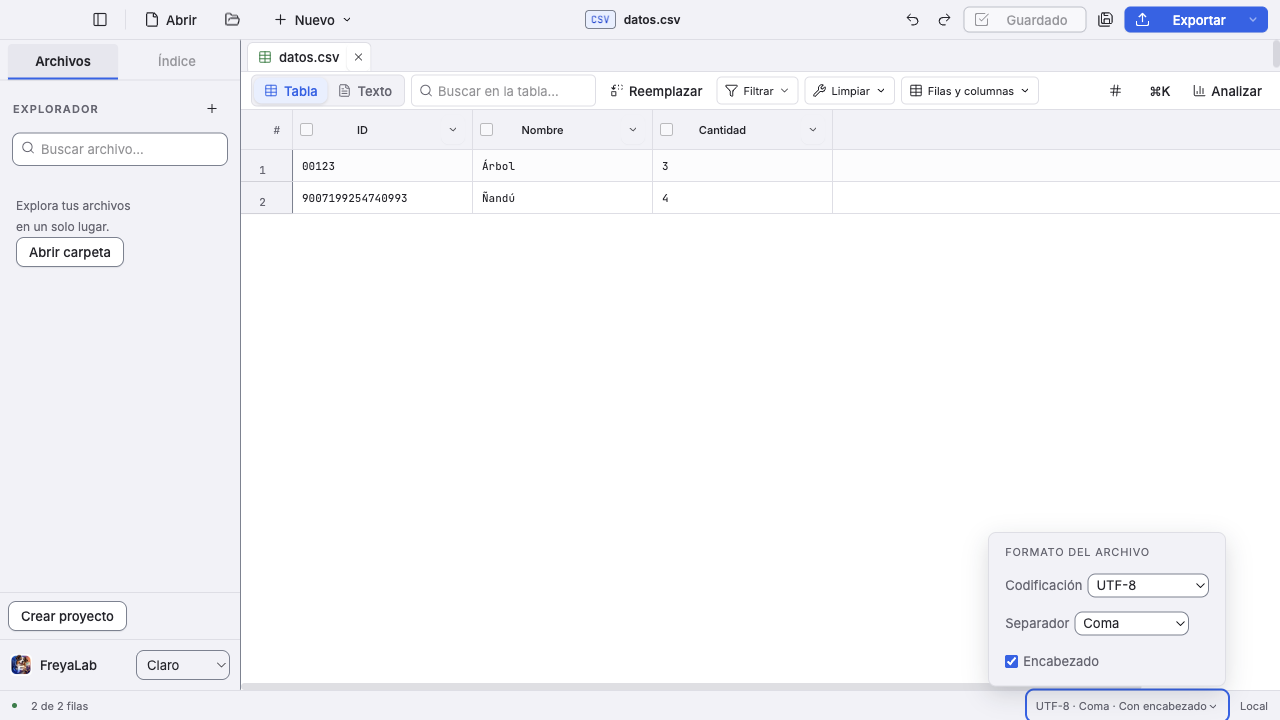 Abrir
Nuevo
CSV datos.csv
Guardado
Exportar
Archivos
Índice
datos.csv
Tabla
Texto
Buscar en la tabla...
Reemplazar
Filtrar
Limpiar
Filas y columnas
#
⌘K
Analizar
EXPLORADOR
Buscar archivo...
Explora tus archivos
en un solo lugar.
Abrir carpeta
# ID Nombre Cantidad
1 00123 Árbol 3
2 9007199254740993 Ñandú 4
FORMATO DEL ARCHIVO
Codificación UTF-8
Separador Coma
Encabezado
Crear proyecto
FreyaLab
Claro
2 de 2 filas
UTF-8 · Coma · Con encabezado
Local